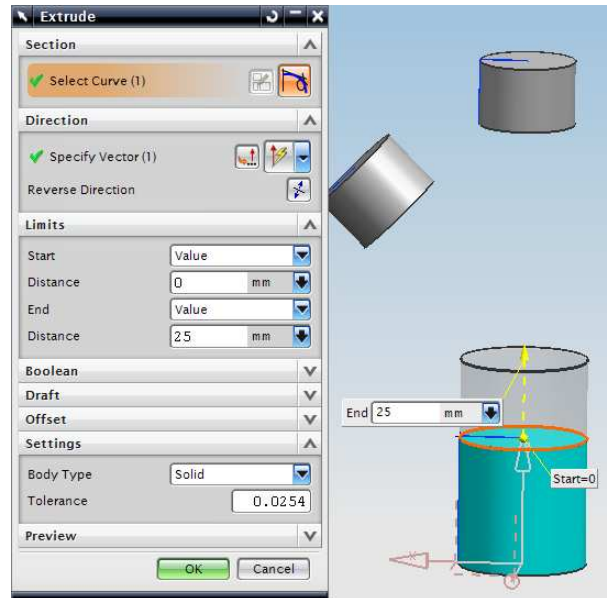 Extrude
Section
Select Curve (1)
Direction
Specify Vector (1)
Reverse Direction
Limits
Start Value
Distance 0 mm
End Value
Distance 25 mm
Boolean
Draft
Offset
Settings
Body Type Solid
Tolerance 0.0254
Preview
OK Cancel
End 25 mm
Start=0
X